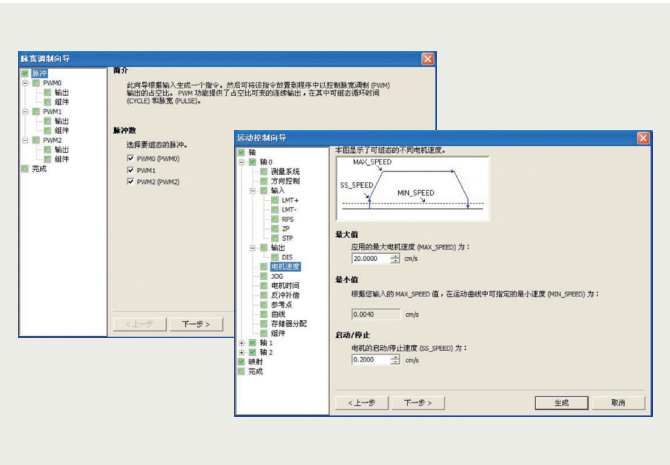 脉宽调制向导
脉冲
PWM0
输出
组件
PWM1
输出
组件
PWM2
输出
组件
完成
简介
此向导根据输入生成一个指令。然后可将该指令放置到程序中以控制脉宽调制 (PWM)
输出的占空比。 PWM 功能提供了占空比可变的连续输出，在其中可组态循环时间
(CYCLE) 和脉宽 (PULSE)。
脉冲数
选择要组态的脉冲。
PWM0 (PWM0)
PWM1
PWM2 (PWM2)
<上一步
下一步>
运动控制向导
轴
轴 0
测量系统
方向控制
输入
LMT+
LMT-
RPS
ZP
STP
输出
DIS
电机速度
JOG
电机时间
反冲补偿
参考点
曲线
存储器分配
组件
轴 1
轴 2
映射
完成
本图显示了可组态的不同电机速度。
MAX_SPEED
SS_SPEED
MIN_SPEED
最大值
应用的最大电机速度 (MAX_SPEED) 为：
20.0000 cm/s
最小值
根据您输入的 MAX_SPEED 值，在运动曲线中可指定的最小速度 (MIN_SPEED) 为：
0.0040 cm/s
启动/停止
电机的启动/停止速度 (SS_SPEED) 为：
0.2000 cm/s
<上一步
下一步>
生成
取消